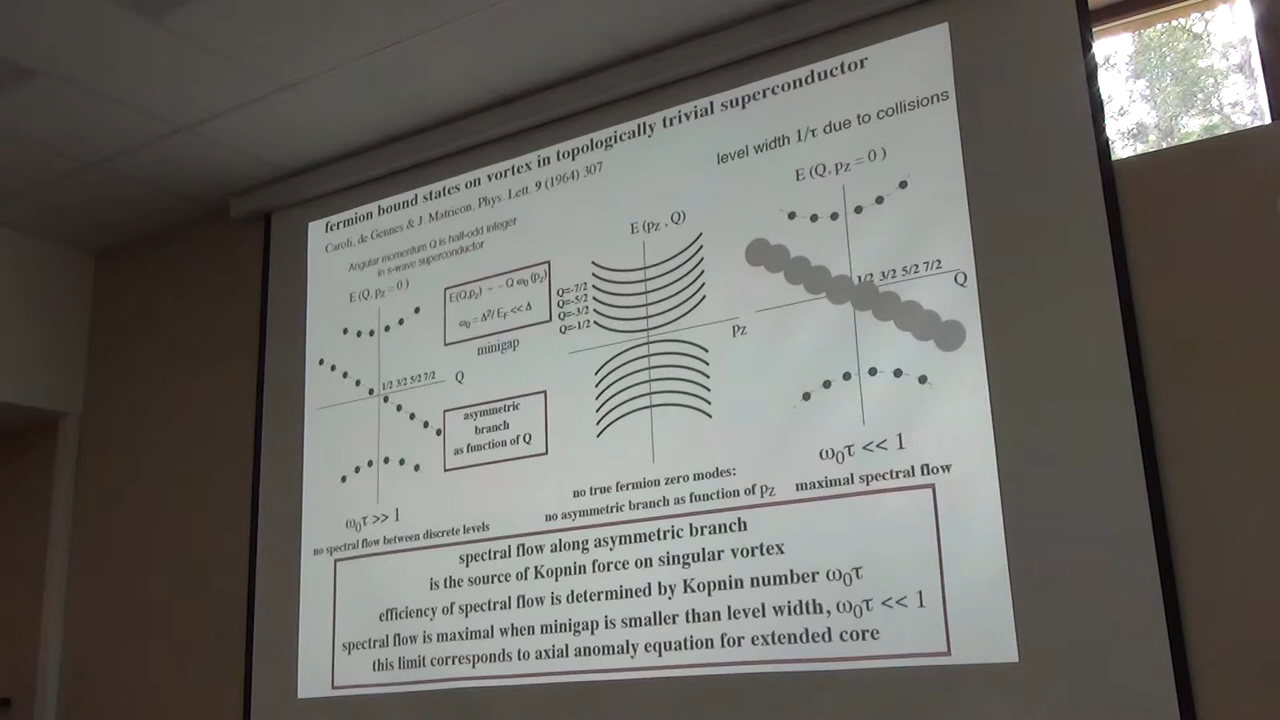 fermion bound states on vortex in topologically trivial superconductor
Caroli, de Gennes & J. Matricon, Phys. Lett. 9 (1964) 307
Angular momentum Q is half-odd integer
in s-wave superconductor
E (Q, pz = 0 )
1/2 3/2 5/2 7/2
Q
ω0τ >> 1
no spectral flow between discrete levels
E(Q,pz) = - Q ω0 (pz)
ω0 = Δ²/ EF << Δ
minigap
asymmetric
branch
as function of Q
E (pz , Q)
Q=-7/2
Q=-5/2
Q=-3/2
Q=-1/2
pz
no true fermion zero modes:
no asymmetric branch as function of pz
level width 1/τ due to collisions
E (Q, pz = 0 )
1/2 3/2 5/2 7/2
Q
ω0τ << 1
maximal spectral flow
spectral flow along asymmetric branch
is the source of Kopnin force on singular vortex
efficiency of spectral flow is determined by Kopnin number ω0τ
spectral flow is maximal when minigap is smaller than level width, ω0τ << 1
this limit corresponds to axial anomaly equation for extended core